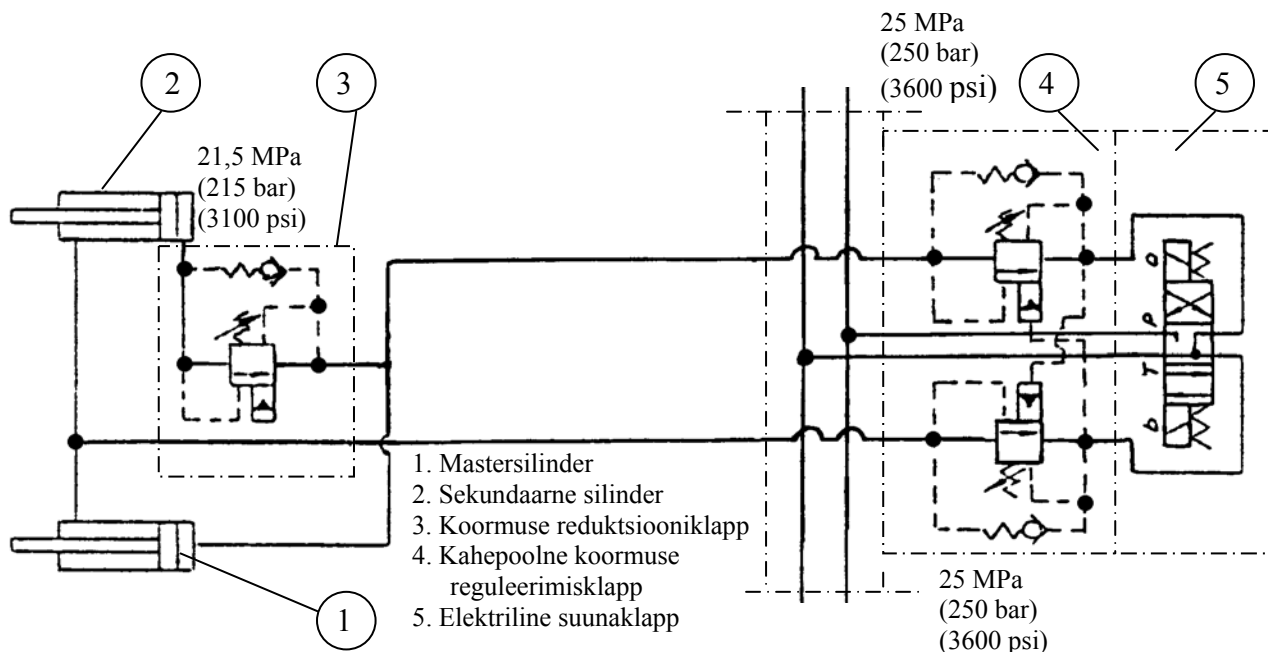 25 MPa
(250 bar)
(3600 psi)
2
3
4
5
21,5 MPa
(215 bar)
(3100 psi)
a
P
T
b
1. Mastersilinder
2. Sekundaarne silinder
3. Koormuse reduktsiooniklapp
4. Kahepoolne koormuse
reguleerimisklapp
5. Elektriline suunaklapp
1
25 MPa
(250 bar)
(3600 psi)